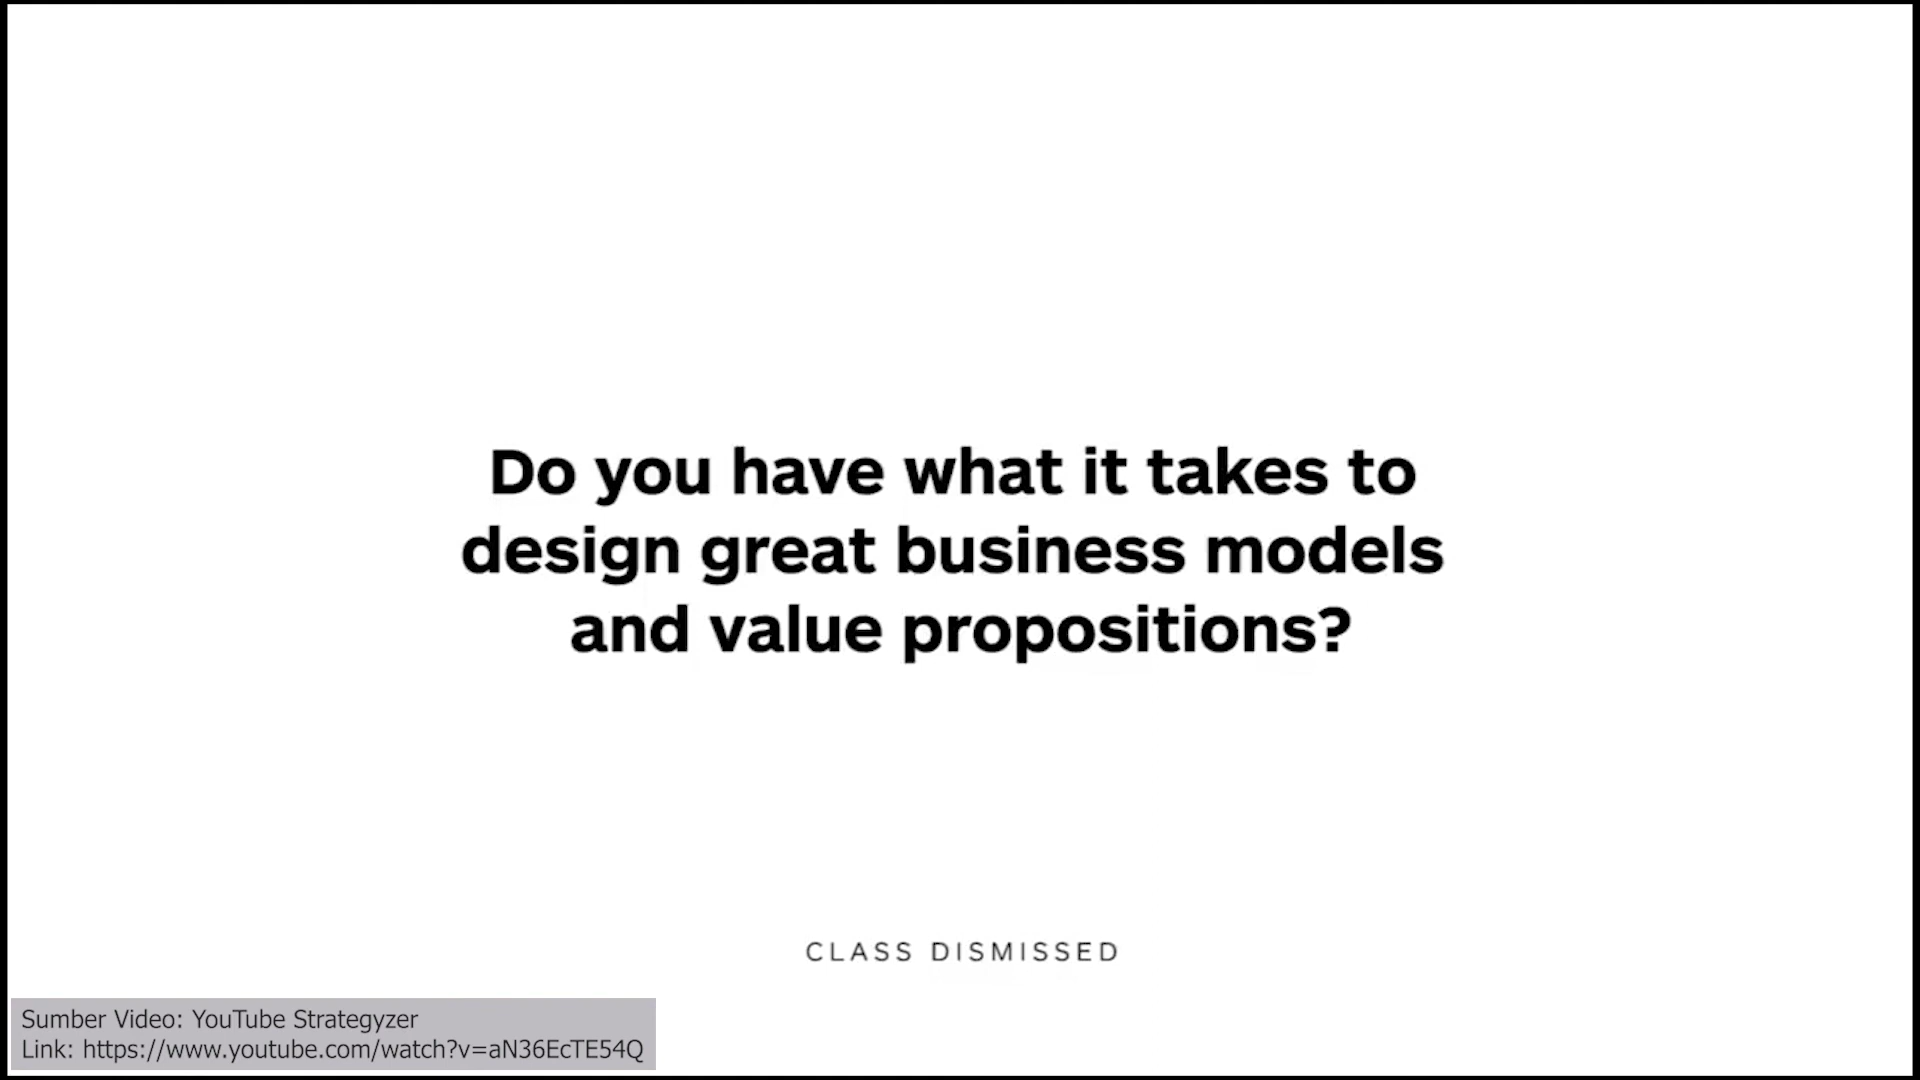 Do you have what it takes to
design great business models
and value propositions?
CLASS DISMISSED
Sumber Video: YouTube Strategyzer
Link: https://www.youtube.com/watch?v=aN36EcTE54Q